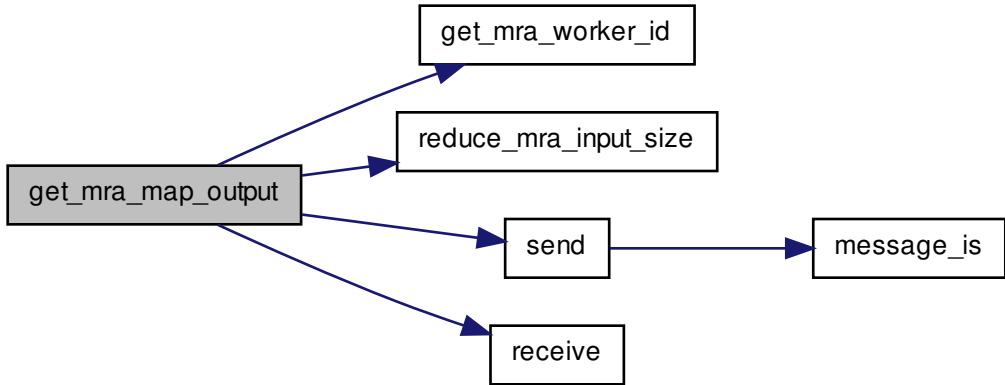 get_mra_worker_id
reduce_mra_input_size
get_mra_map_output
send
message_is
receive